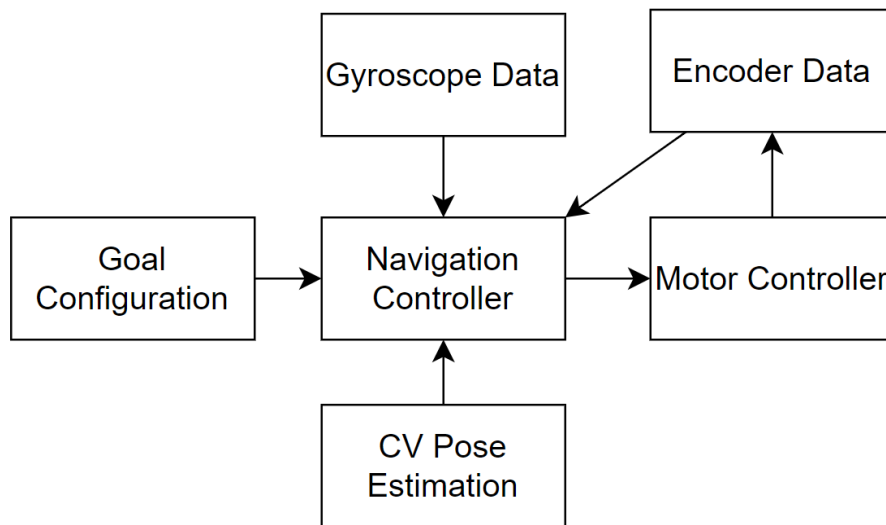 Gyroscope Data
Encoder Data
Goal
Configuration
Navigation
Controller
Motor Controller
CV Pose
Estimation